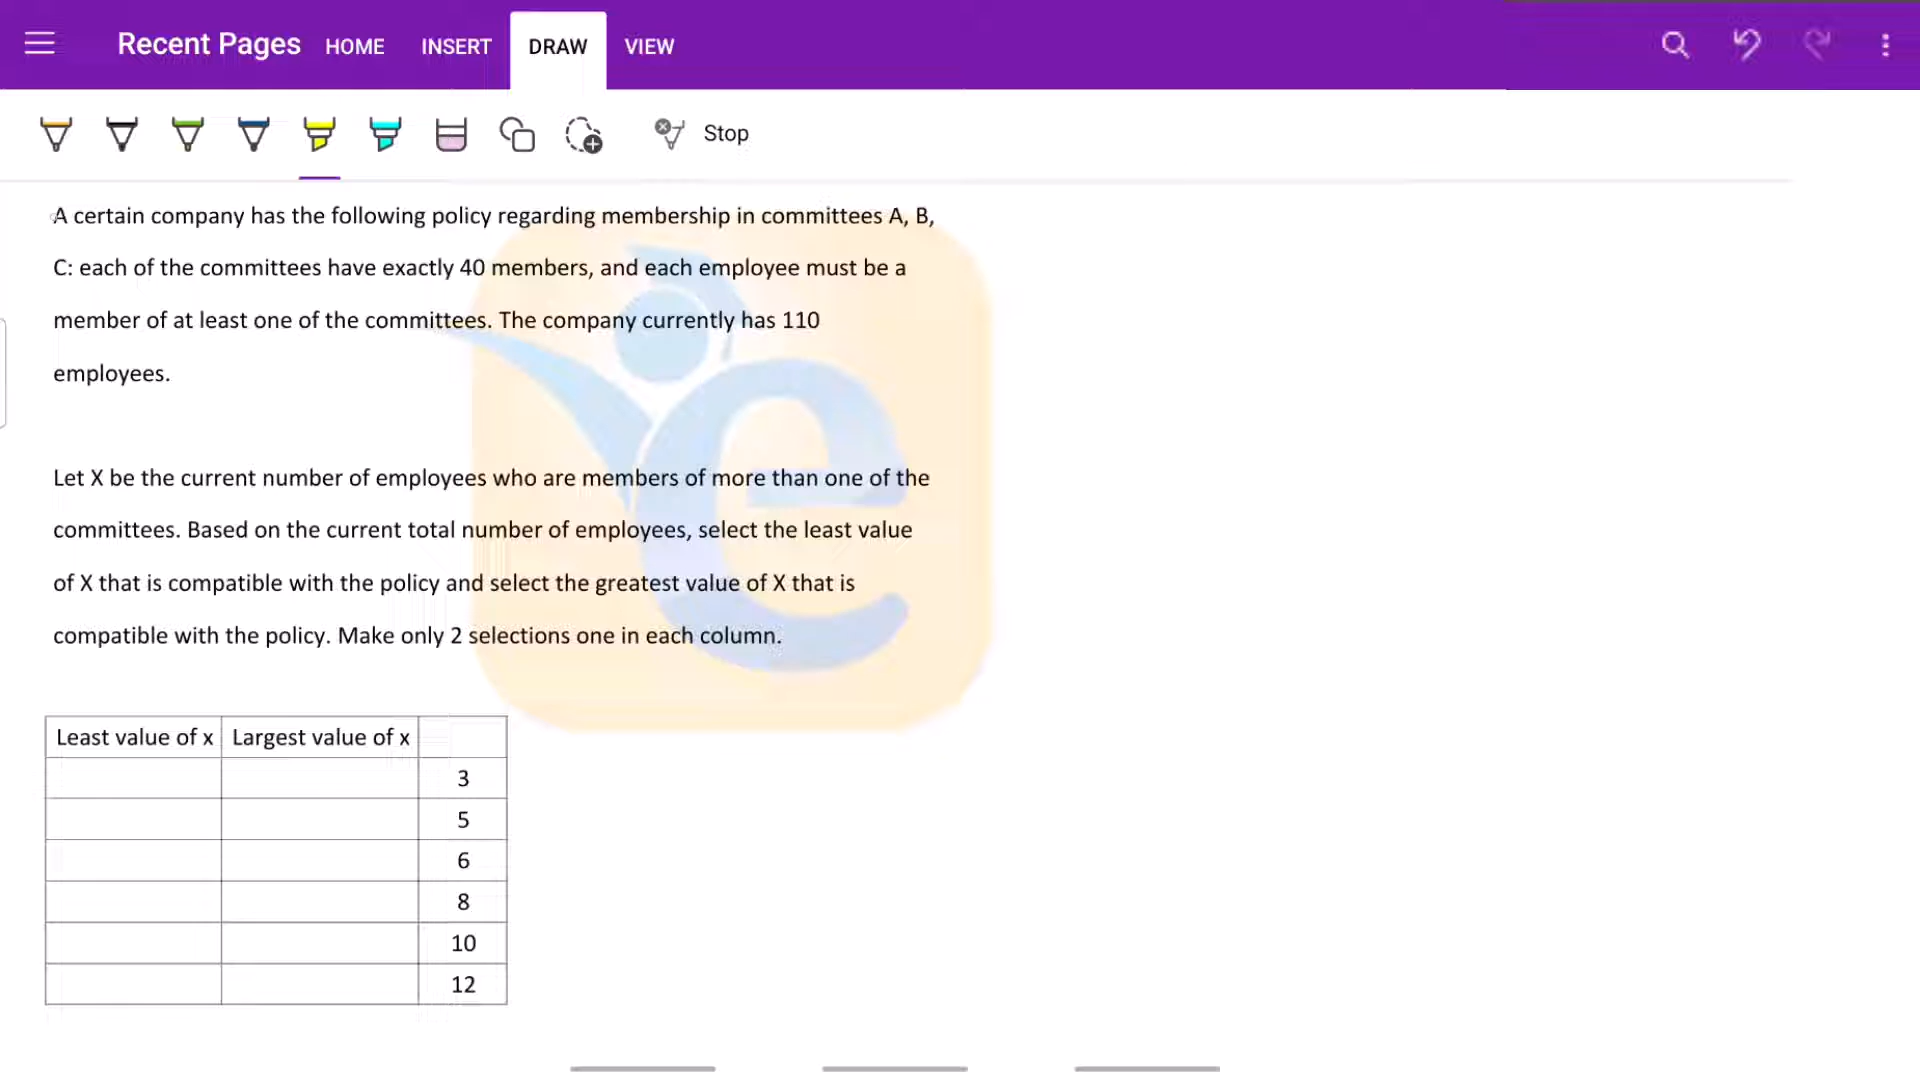 Recent Pages HOME INSERT DRAW VIEW
Stop
A certain company has the following policy regarding membership in committees A, B,
C: each of the committees have exactly 40 members, and each employee must be a
member of at least one of the committees. The company currently has 110
employees.
Let X be the current number of employees who are members of more than one of the
committees. Based on the current total number of employees, select the least value
of X that is compatible with the policy and select the greatest value of X that is
compatible with the policy. Make only 2 selections one in each column.
Least value of x Largest value of x
3
5
6
8
10
12